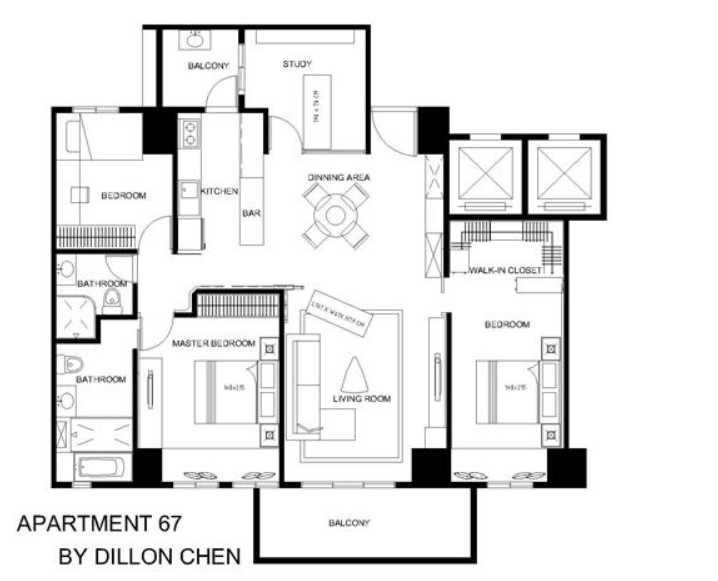 BALCONY
STUDY
DINNING AREA
BEDROOM
KITCHEN
BAR
BATHROOM
WALK-IN CLOSET
MASTER BEDROOM
BEDROOM
BATHROOM
LIVING ROOM
BALCONY
APARTMENT 67
BY DILLON CHEN